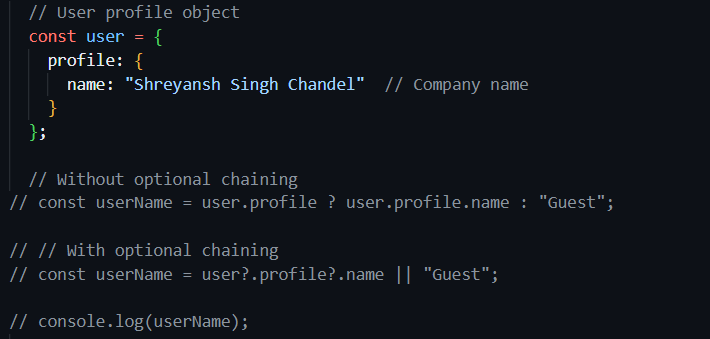 // User profile object
const user = {
profile: {
name: "Shreyansh Singh Chandel"  // Company name
}
};
// Without optional chaining
// const userName = user.profile ? user.profile.name : "Guest";
// // With optional chaining
// const userName = user?.profile?.name || "Guest";
// console.log(userName);